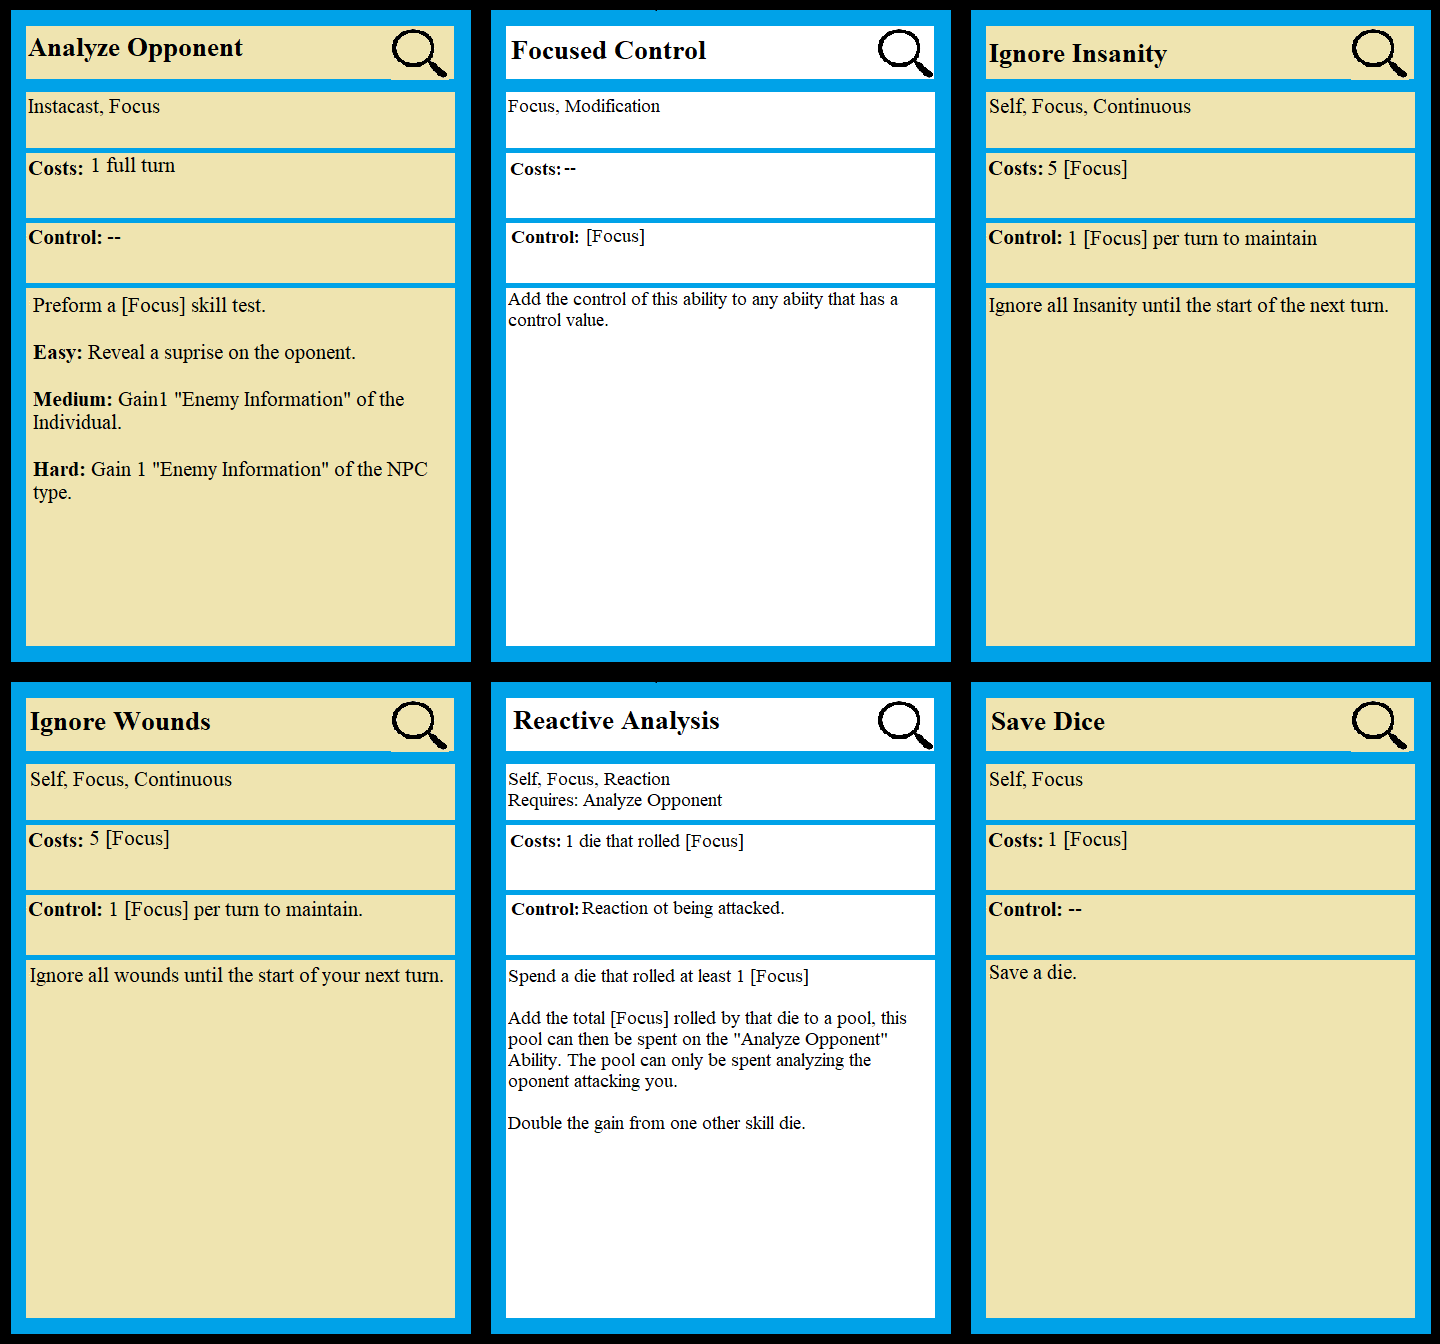 Analyze Opponent
Instacast, Focus
Costs: 1 full turn
Control: --
Preform a [Focus] skill test.
Easy: Reveal a suprise on the oponent.
Medium: Gain1 "Enemy Information" of the
Individual.
Hard: Gain 1 "Enemy Information" of the NPC
type.
Focused Control
Focus, Modification
Costs: --
Control: [Focus]
Add the control of this ability to any abiity that has a
control value.
Ignore Insanity
Self, Focus, Continuous
Costs: 5 [Focus]
Control: 1 [Focus] per turn to maintain
Ignore all Insanity until the start of the next turn.
Ignore Wounds
Self, Focus, Continuous
Costs: 5 [Focus]
Control: 1 [Focus] per turn to maintain.
Ignore all wounds until the start of your next turn.
Reactive Analysis
Self, Focus, Reaction
Requires: Analyze Opponent
Costs: 1 die that rolled [Focus]
Control: Reaction ot being attacked.
Spend a die that rolled at least 1 [Focus]
Add the total [Focus] rolled by that die to a pool, this
pool can then be spent on the "Analyze Opponent"
Ability. The pool can only be spent analyzing the
oponent attacking you.
Double the gain from one other skill die.
Save Dice
Self, Focus
Costs: 1 [Focus]
Control: --
Save a die.